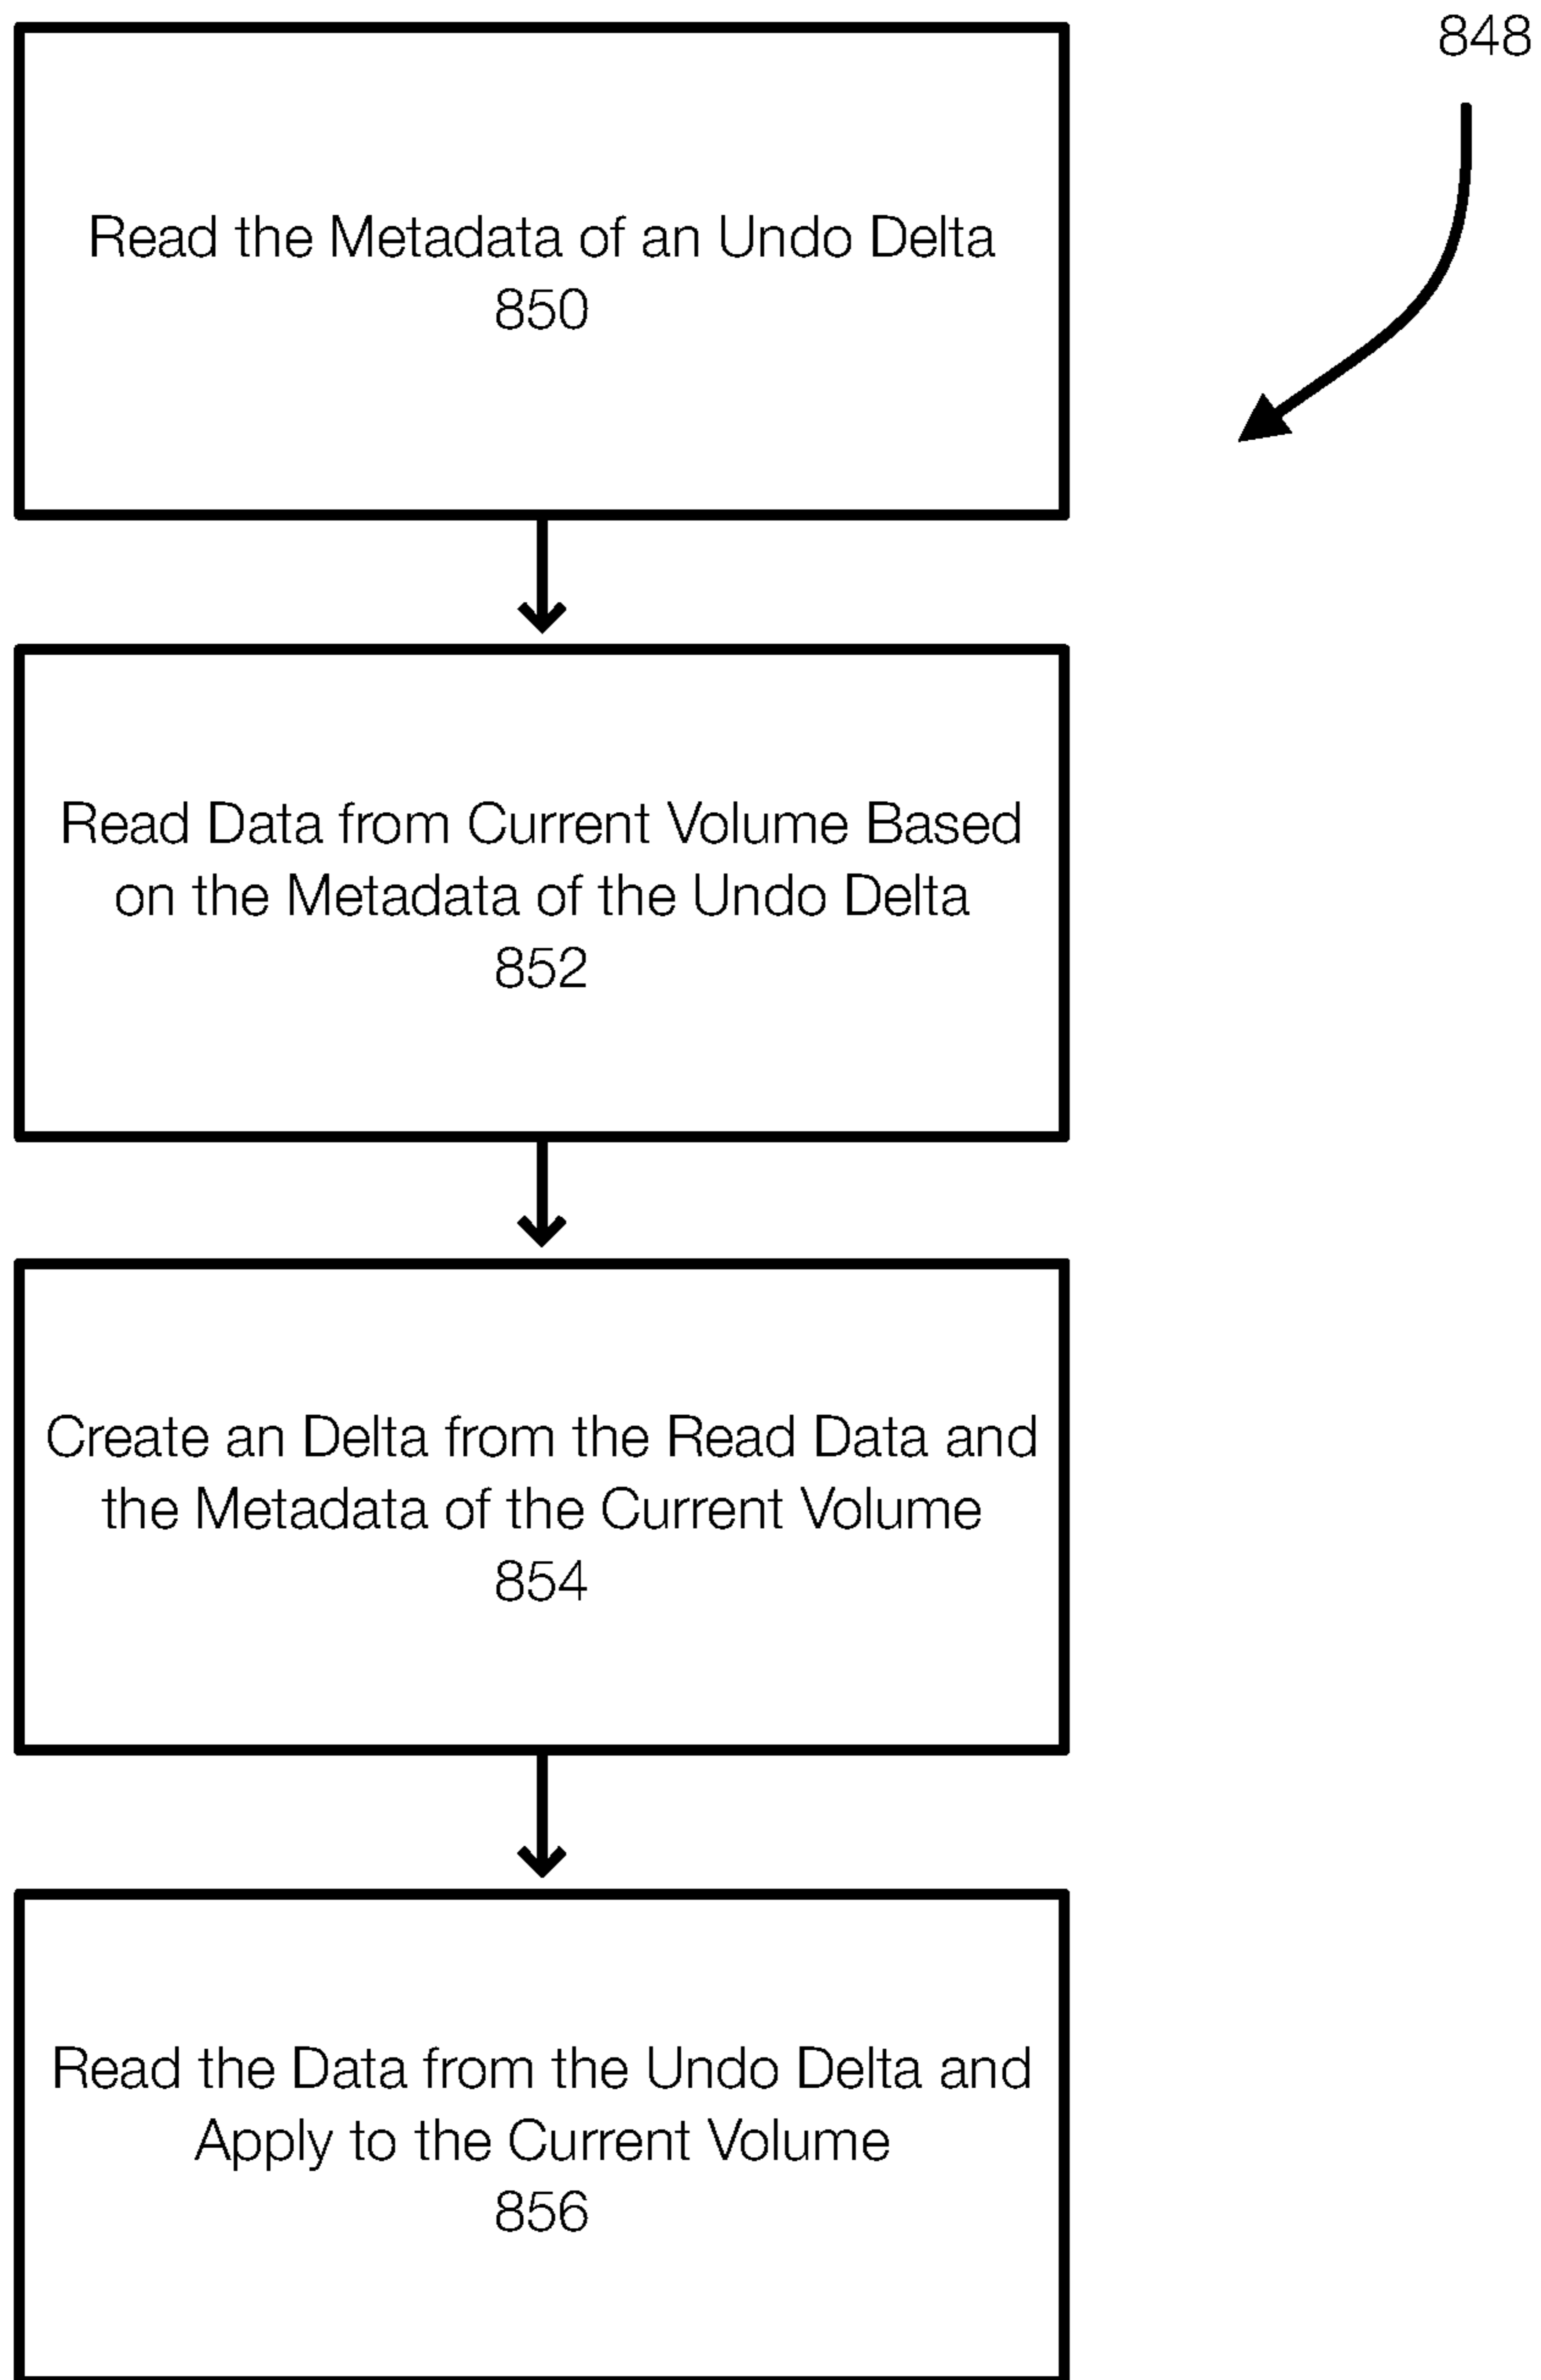 848
Read the Metadata of an Undo Delta
850
Read Data from Current Volume Based
on the Metadata of the Undo Delta
852
Create an Delta from the Read Data and
the Metadata of the Current Volume
854
Read the Data from the Undo Delta and
Apply to the Current Volume
856